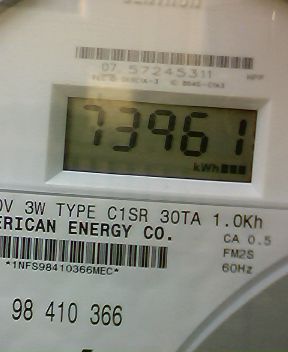 07 57245311
73961
kWh
0V 3W TYPE C1SR 30TA 1.0Kh
ERICAN ENERGY CO.
CA 0.5
FM2S
60Hz
*1NFS98410366MEC*
98 410 366